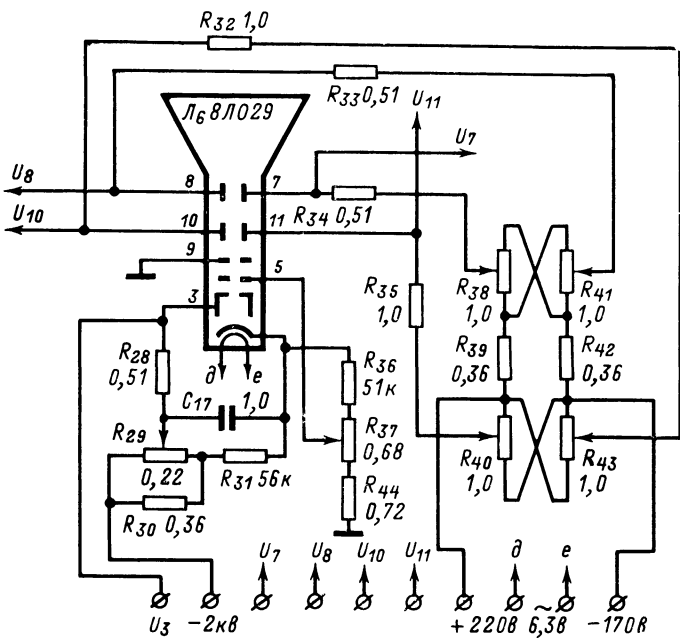 R32 1,0
R33 0,51
Л6 8ЛО29
U11
U7
U8
8
7
U10
10
11
R34 0,51
9
5
3
R35
1,0
R38
1,0
R41
1,0
R28
0,51
д
е
R36
51к
R39
0,36
R42
0,36
C17
1,0
R29
0,22
R37
0,68
R31 56к
R40
1,0
R43
1,0
R30 0,36
R44
0,72
U7
U8
U10
U11
д
е
U3
-2кв
+220в
~
6,3в
-170в